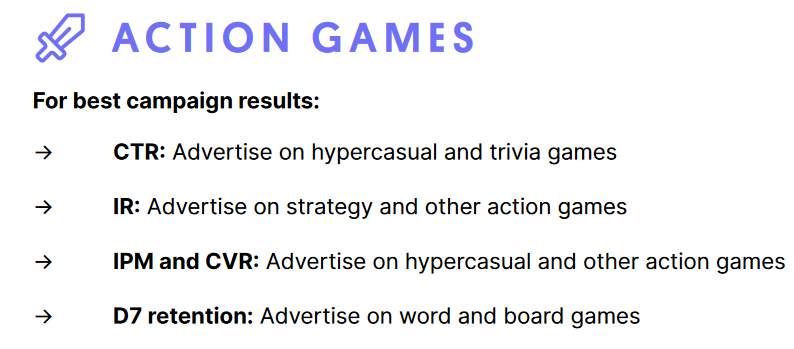 ACTION GAMES
For best campaign results:
→ CTR: Advertise on hypercasual and trivia games
→ IR: Advertise on strategy and other action games
→ IPM and CVR: Advertise on hypercasual and other action games
→ D7 retention: Advertise on word and board games